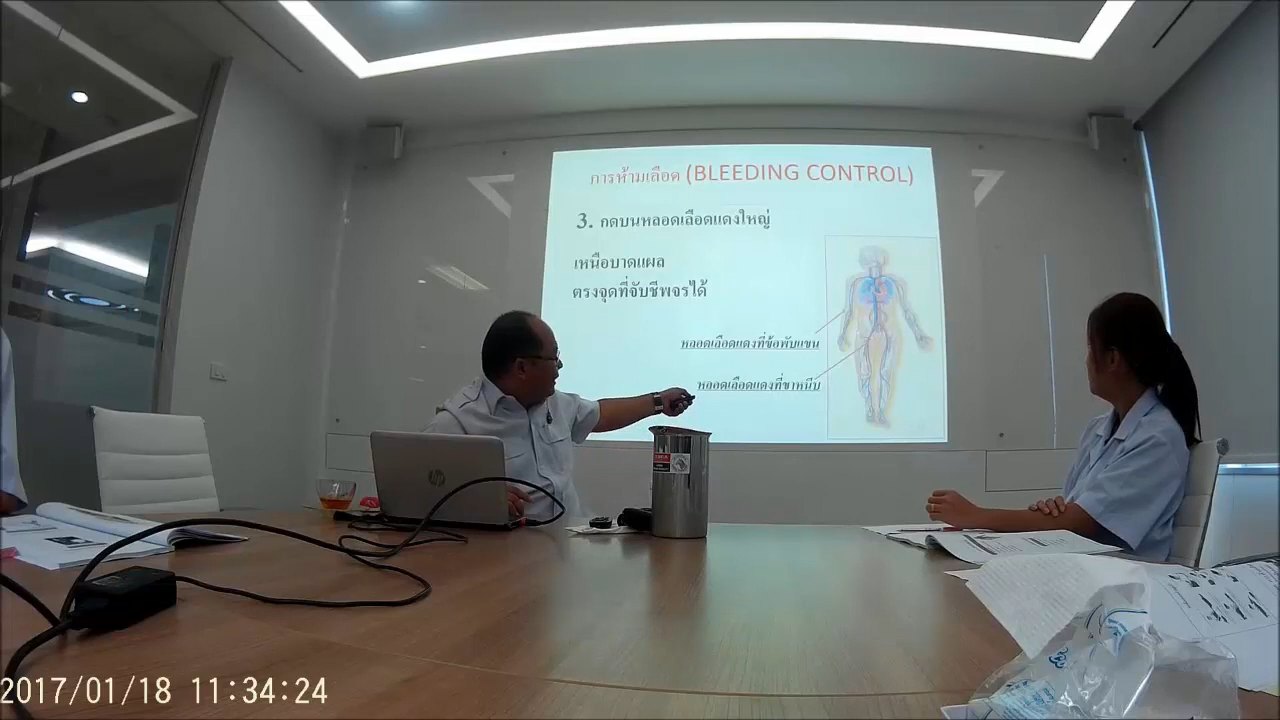 การห้ามเลือด (BLEEDING CONTROL)
3. กดบนหลอดเลือดแดงใหญ่
เหนือบาดแผล
ตรงจุดที่จับชีพจรได้
หลอดเลือดแดงที่ข้อพับแขน
หลอดเลือดแดงที่ขาหนีบ
hp
2017/01/18 11:34:24